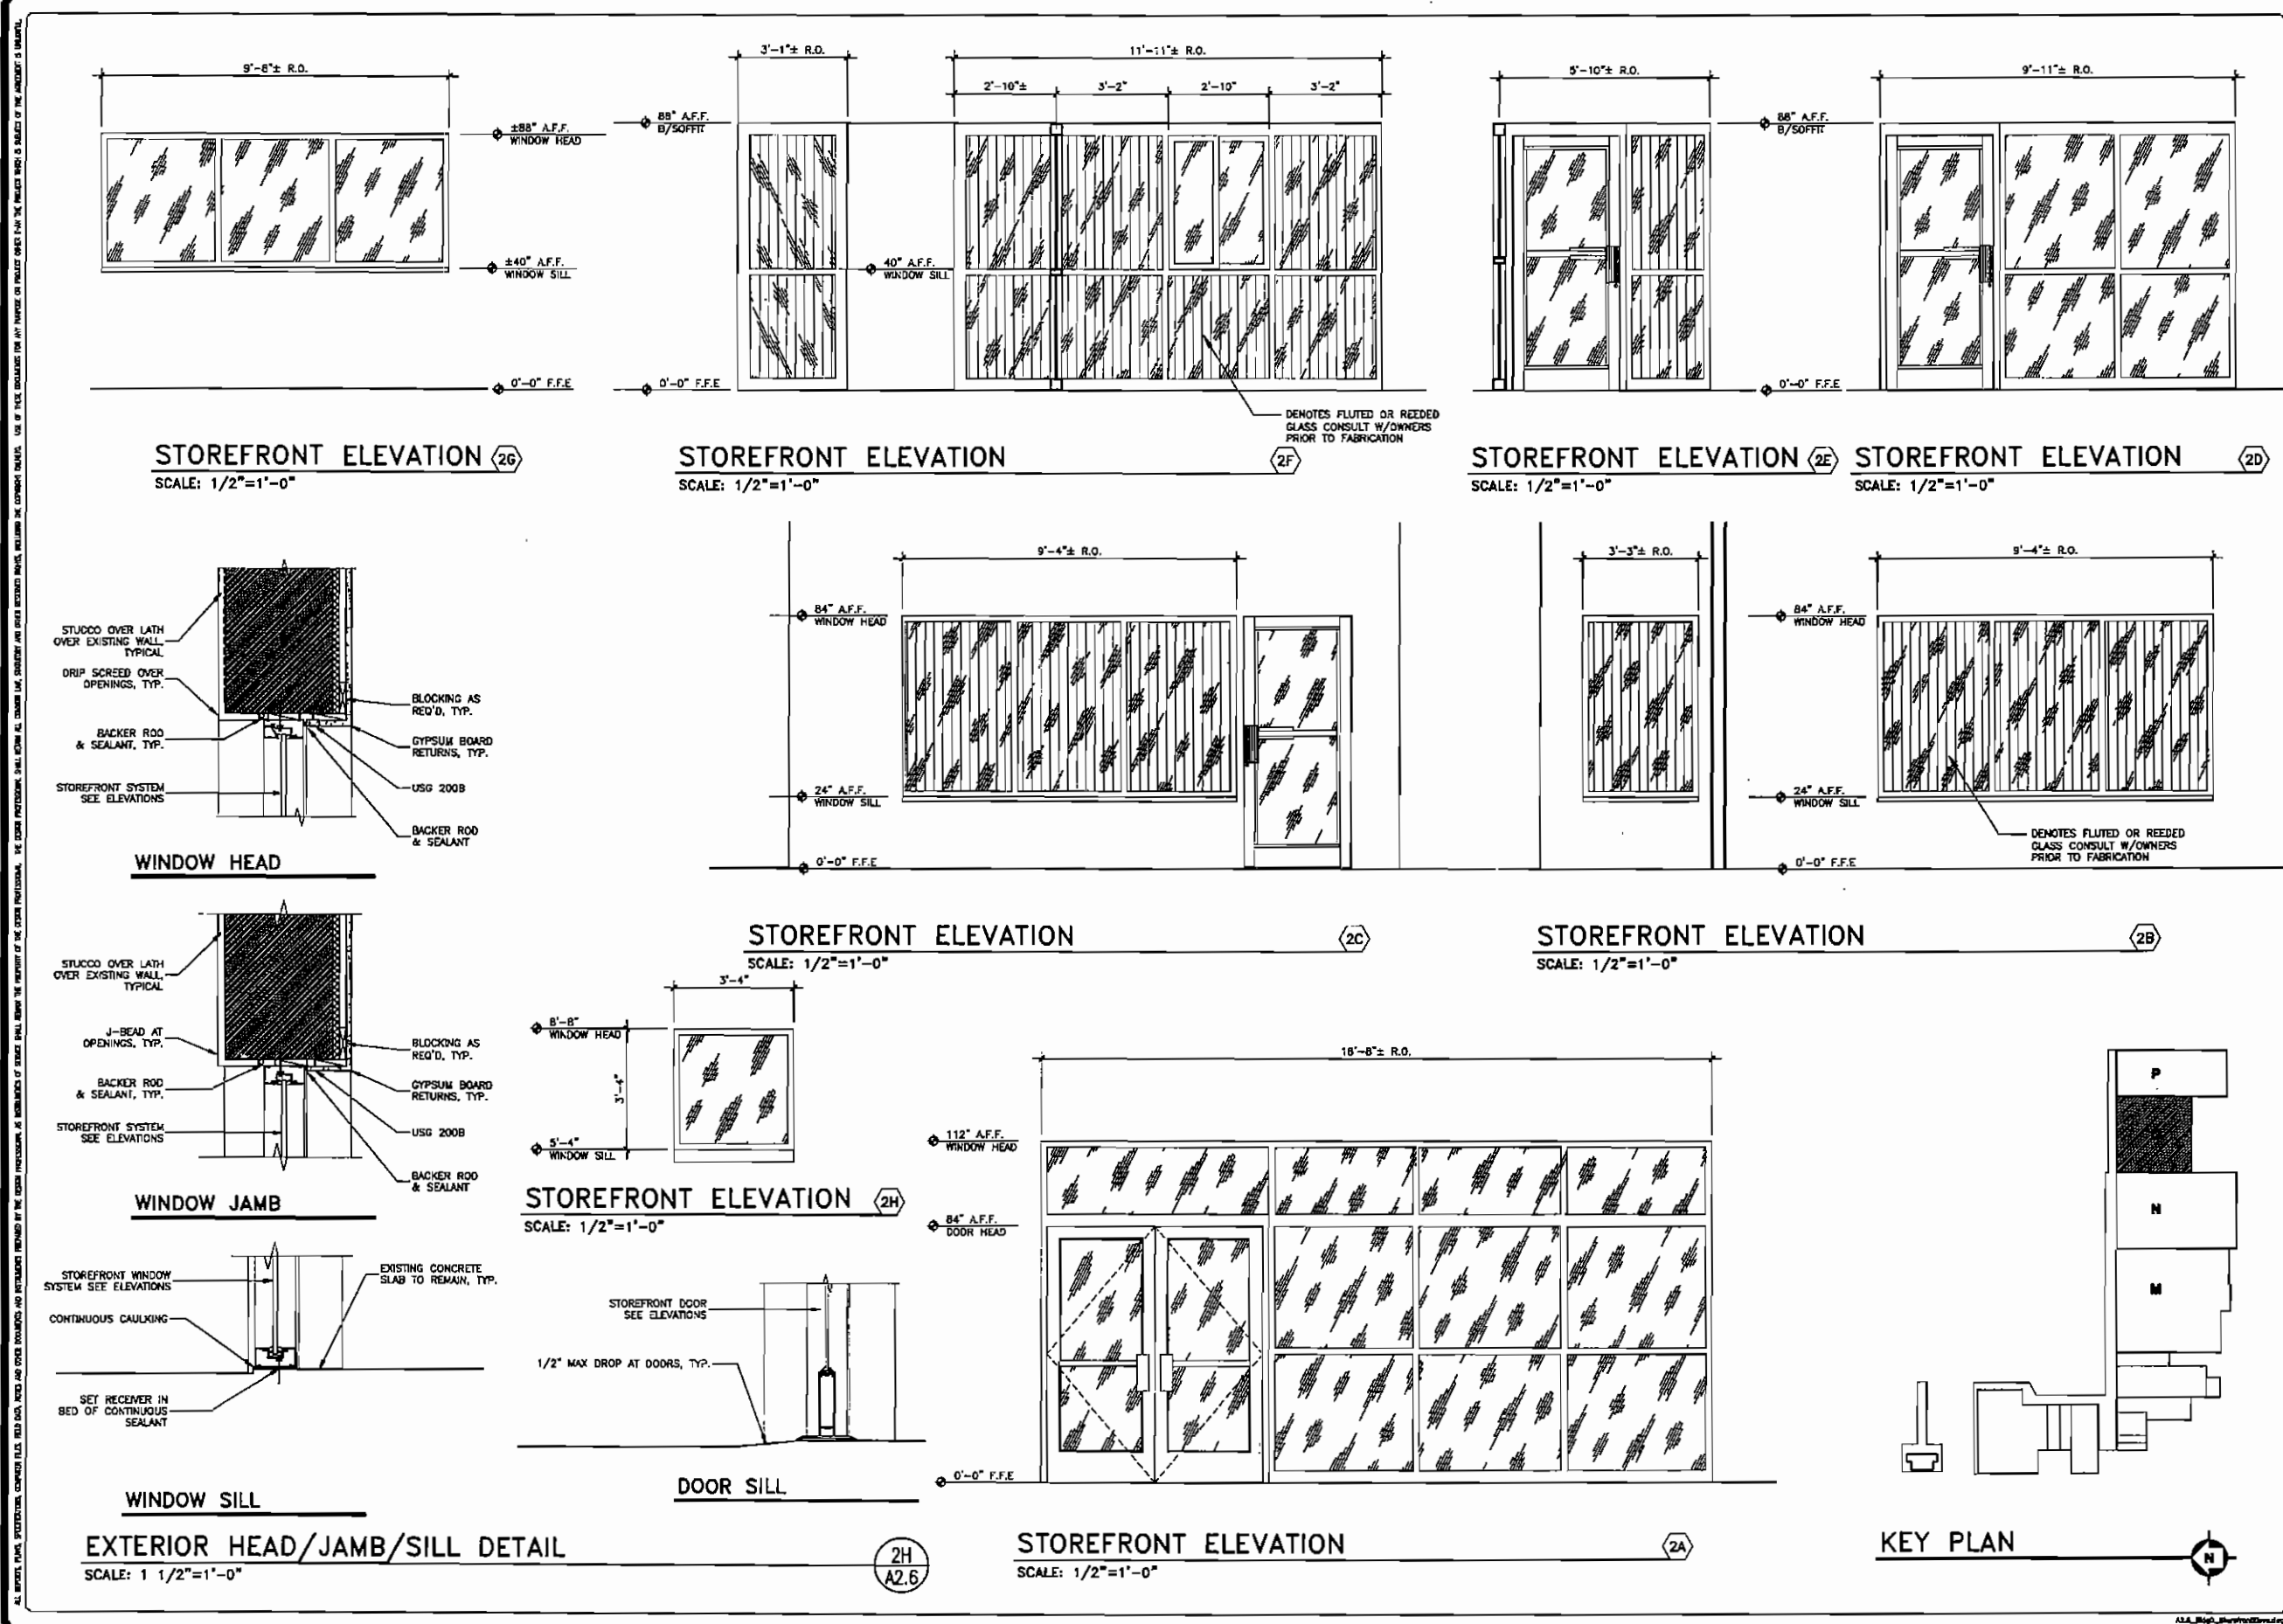 9'-8"± R.O.
±88" A.F.F.
WINDOW HEAD
±40" A.F.F.
WINDOW SILL
0'-0" F.F.E
STOREFRONT ELEVATION 2G
SCALE: 1/2"=1'-0"
3'-1"± R.O.
11'-11"± R.O.
2'-10"±
3'-2"
2'-10"
3'-2"
88" A.F.F.
B/SOFFIT
40" A.F.F.
WINDOW SILL
0'-0" F.F.E
DENOTES FLUTED OR REEDED
GLASS CONSULT W/OWNERS
PRIOR TO FABRICATION
STOREFRONT ELEVATION 2F
SCALE: 1/2"=1'-0"
5'-10"± R.O.
STOREFRONT ELEVATION 2E
SCALE: 1/2"=1'-0"
9'-11"± R.O.
88" A.F.F.
B/SOFFIT
0'-0" F.F.E
STOREFRONT ELEVATION 2D
SCALE: 1/2"=1'-0"
STUCCO OVER LATH
OVER EXISTING WALL,
TYPICAL
DRIP SCREED OVER
OPENINGS, TYP.
BACKER ROD
& SEALANT, TYP.
STOREFRONT SYSTEM
SEE ELEVATIONS
BLOCKING AS
REQ'D, TYP.
GYPSUM BOARD
RETURNS, TYP.
USG 200B
BACKER ROD
& SEALANT
WINDOW HEAD
9'-4"± R.O.
84" A.F.F.
WINDOW HEAD
24" A.F.F.
WINDOW SILL
0'-0" F.F.E
STOREFRONT ELEVATION 2C
SCALE: 1/2"=1'-0"
3'-3"± R.O.
9'-4"± R.O.
84" A.F.F.
WINDOW HEAD
24" A.F.F.
WINDOW SILL
0'-0" F.F.E
DENOTES FLUTED OR REEDED
GLASS CONSULT W/OWNERS
PRIOR TO FABRICATION
STOREFRONT ELEVATION 2B
SCALE: 1/2"=1'-0"
STUCCO OVER LATH
OVER EXISTING WALL,
TYPICAL
J-BEAD AT
OPENINGS, TYP.
BACKER ROD
& SEALANT, TYP.
STOREFRONT SYSTEM
SEE ELEVATIONS
BLOCKING AS
REQ'D, TYP.
GYPSUM BOARD
RETURNS, TYP.
USG 200B
BACKER ROD
& SEALANT
WINDOW JAMB
3'-4"
8'-8"
WINDOW HEAD
3'-4"
5'-4"
WINDOW SILL
STOREFRONT ELEVATION 2H
SCALE: 1/2"=1'-0"
STOREFRONT WINDOW
SYSTEM SEE ELEVATIONS
CONTINUOUS CAULKING
SET RECEIVER IN
BED OF CONTINUOUS
SEALANT
EXISTING CONCRETE
SLAB TO REMAIN, TYP.
WINDOW SILL
STOREFRONT DOOR
SEE ELEVATIONS
1/2" MAX DROP AT DOORS, TYP.
DOOR SILL
EXTERIOR HEAD/JAMB/SILL DETAIL
SCALE: 1 1/2"=1'-0"
2H
A2.6
18'-8"± R.O.
112" A.F.F.
WINDOW HEAD
84" A.F.F.
DOOR HEAD
0'-0" F.F.E
STOREFRONT ELEVATION 2A
SCALE: 1/2"=1'-0"
P
N
M
KEY PLAN
N